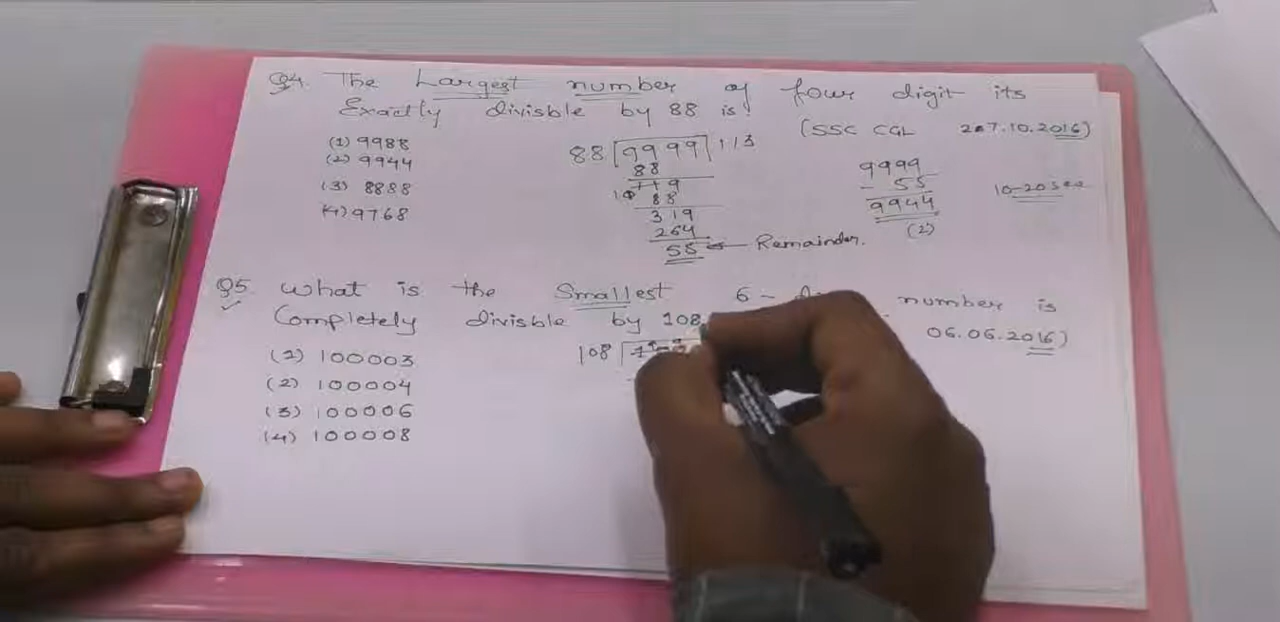 Q4. The Largest number of four digit its
Exactly divisble by 88 is?
(SSC CGL 27.10.2016)
(1) 9988
(2) 9944
(3) 8888
(4) 9768
88 9999 113
88
119
88
319
264
55 Remainder.
9999
- 55
9944
(2)
10-20 sec
Q5 What is the Smallest 6- number is
Completely divisble by 108
06.06.2016)
(1) 100003
(2) 100004
(3) 100006
(4) 100008
108